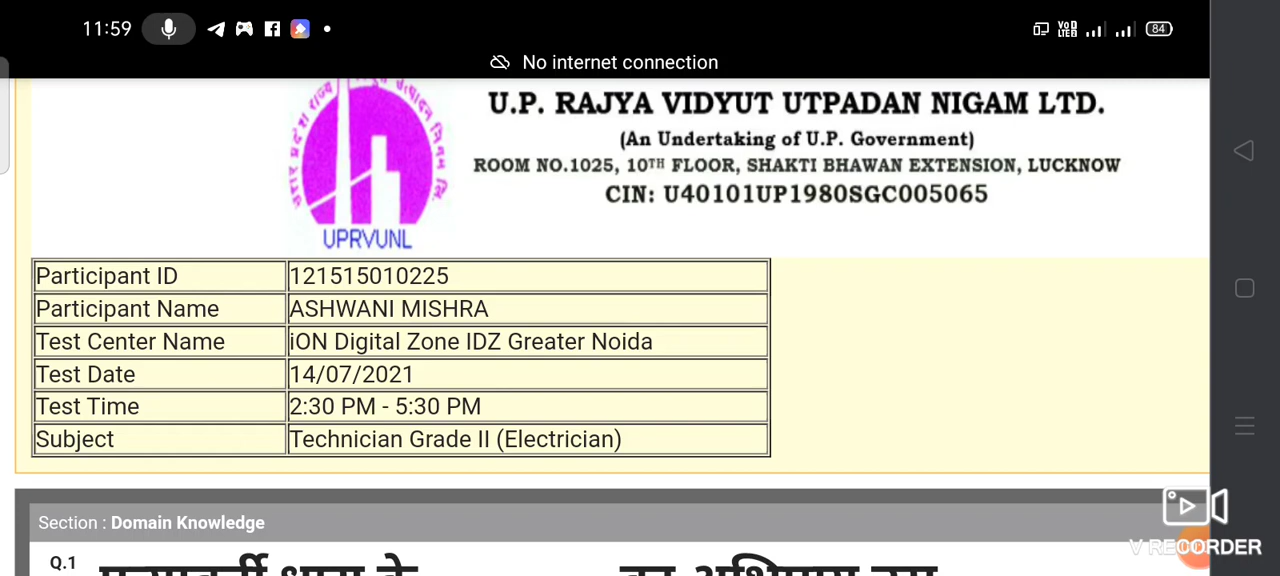 11:59
VoD LTEB
84
No internet connection
U.P. RAJYA VIDYUT UTPADAN NIGAM LTD.
(An Undertaking of U.P. Government)
ROOM NO.1025, 10TH FLOOR, SHAKTI BHAWAN EXTENSION, LUCKNOW
CIN: U40101UP1980SGC005065
UPRVUNL
Participant ID 121515010225
Participant Name ASHWANI MISHRA
Test Center Name iON Digital Zone IDZ Greater Noida
Test Date 14/07/2021
Test Time 2:30 PM - 5:30 PM
Subject Technician Grade II (Electrician)
Section : Domain Knowledge
V RECORDER
Q.1